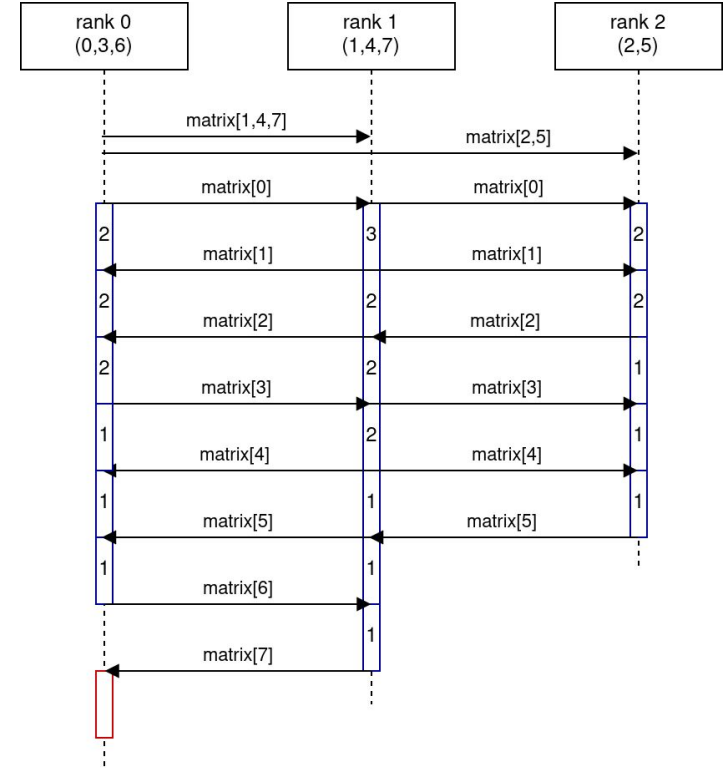 rank 0
(0,3,6)
rank 1
(1,4,7)
rank 2
(2,5)
matrix[1,4,7]
matrix[2,5]
matrix[0]
matrix[0]
2
3
2
matrix[1]
matrix[1]
2
2
2
matrix[2]
matrix[2]
2
2
1
matrix[3]
matrix[3]
1
2
1
matrix[4]
matrix[4]
1
1
1
matrix[5]
matrix[5]
1
1
matrix[6]
1
matrix[7]